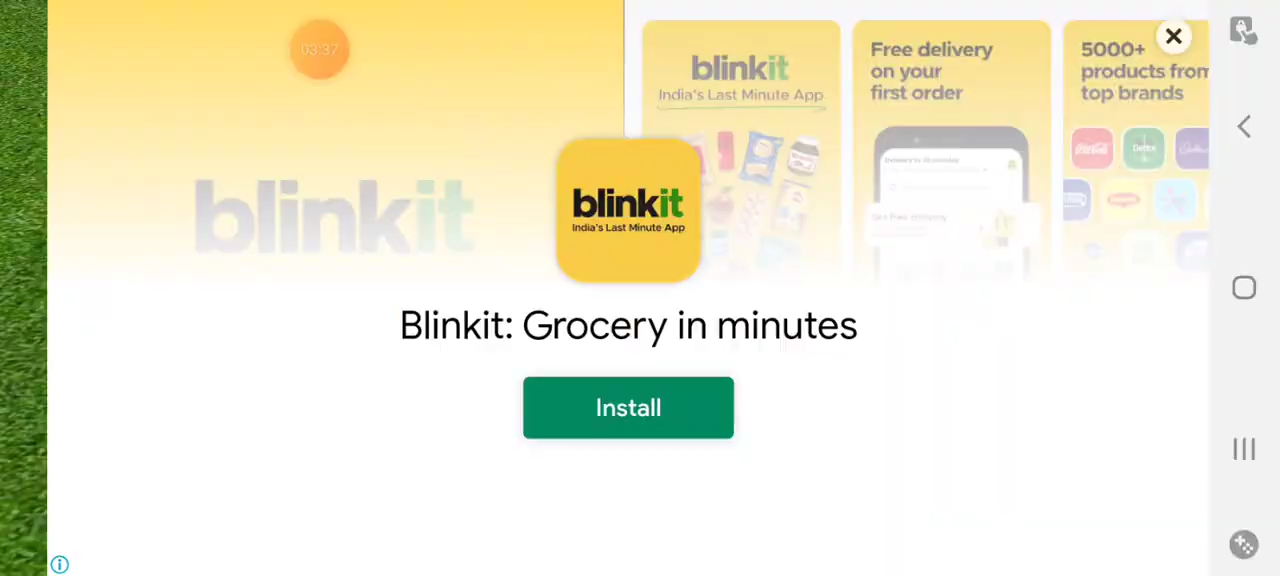 03:37
blinkit
blinkit
India's Last Minute App
Free delivery
on your
first order
5000+
products from
top brands
blinkit
India's Last Minute App
Blinkit: Grocery in minutes
Install